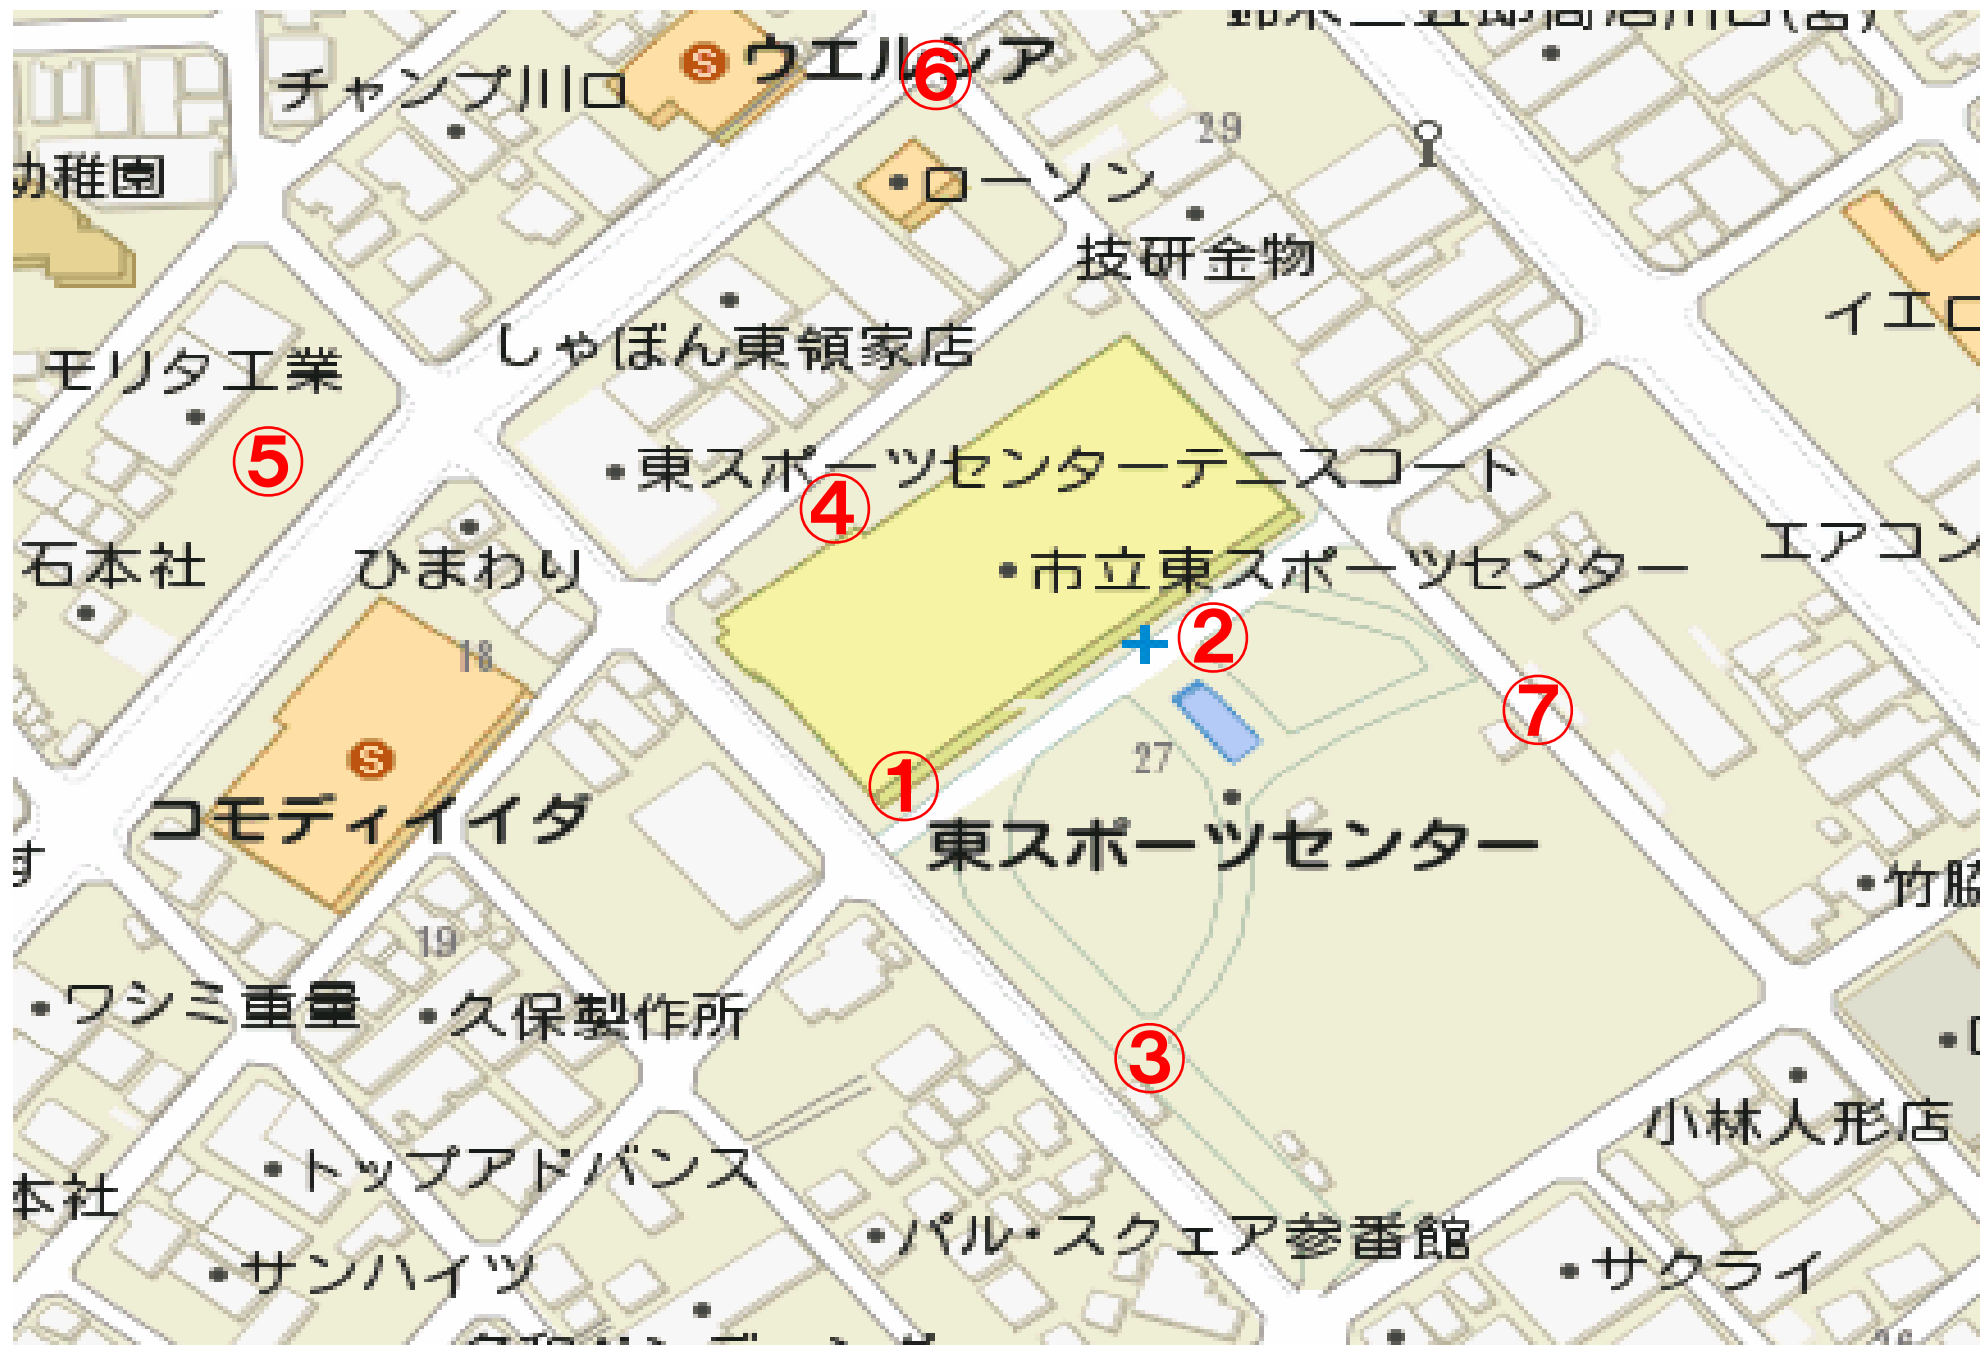 ウエルシア
⑥
チャンプ川口
29
幼稚園
ローソン
技研金物
しゃぼん東領家店
モリタ工業
⑤
東スポーツセンターテニスコート
④
石本社
ひまわり
市立東スポーツセンター
エアコン
18
②
⑦
S
S
27
①
コモディイイダ
東スポーツセンター
す
竹脇
19
ワシミ重量
久保製作所
③
小林人形店
トップアドバンス
本社
パル・スクェア参番館
サンハイツ
サクライ
イエロ